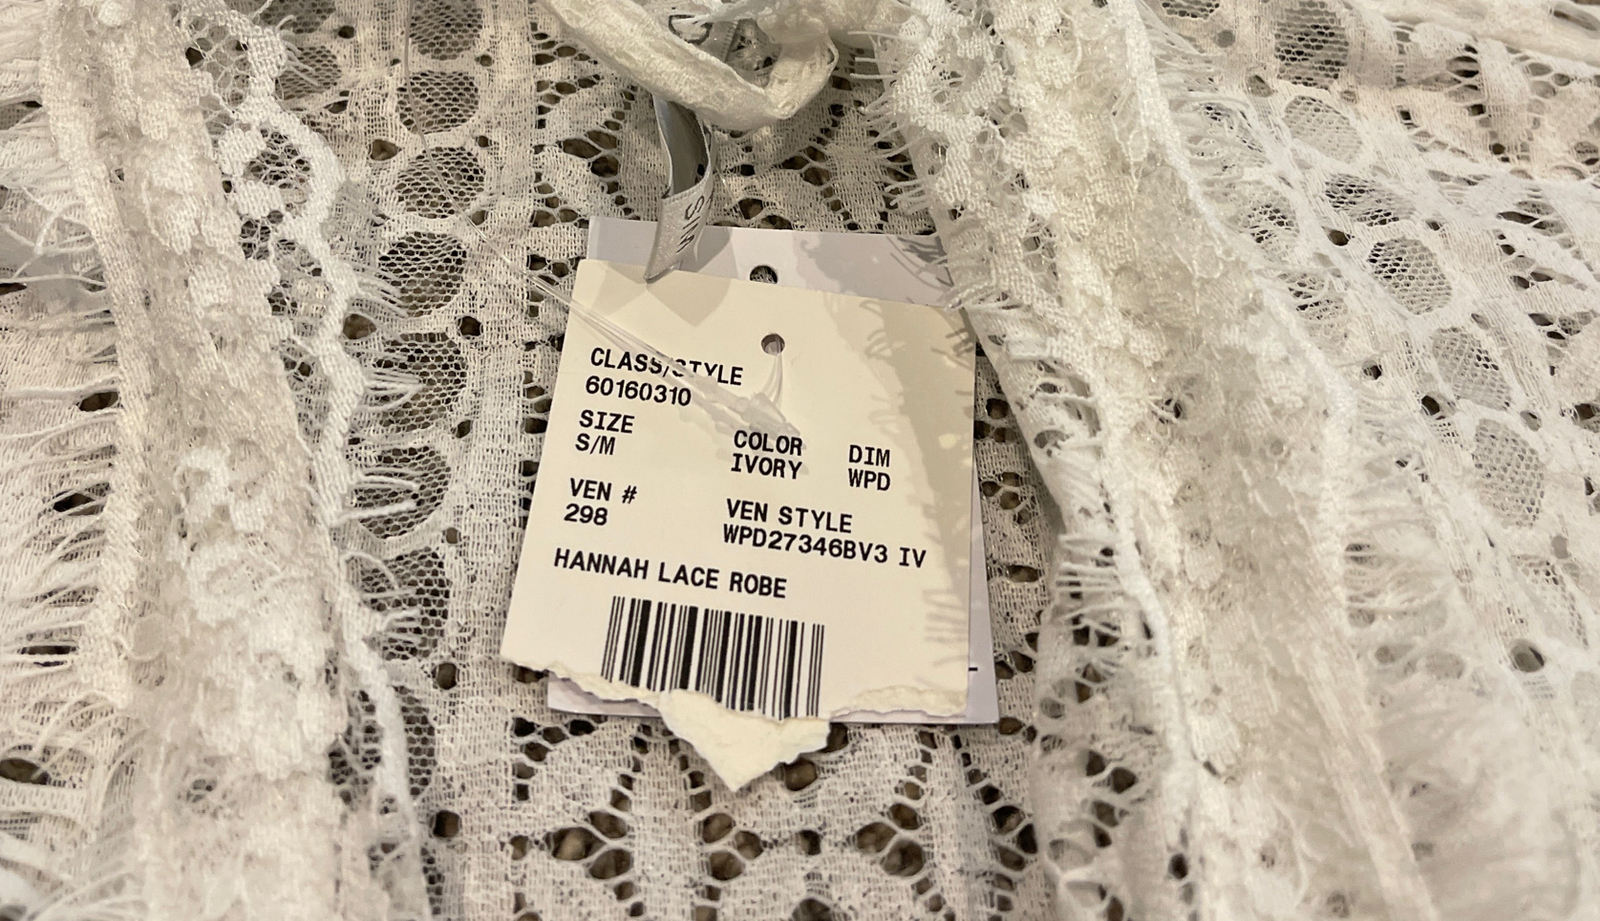 CLASS/STYLE
60160310
SIZE
S/M
COLOR
IVORY
DIM
WPD
VEN #
298
VEN STYLE
WPD27346BV3 IV
HANNAH LACE ROBE